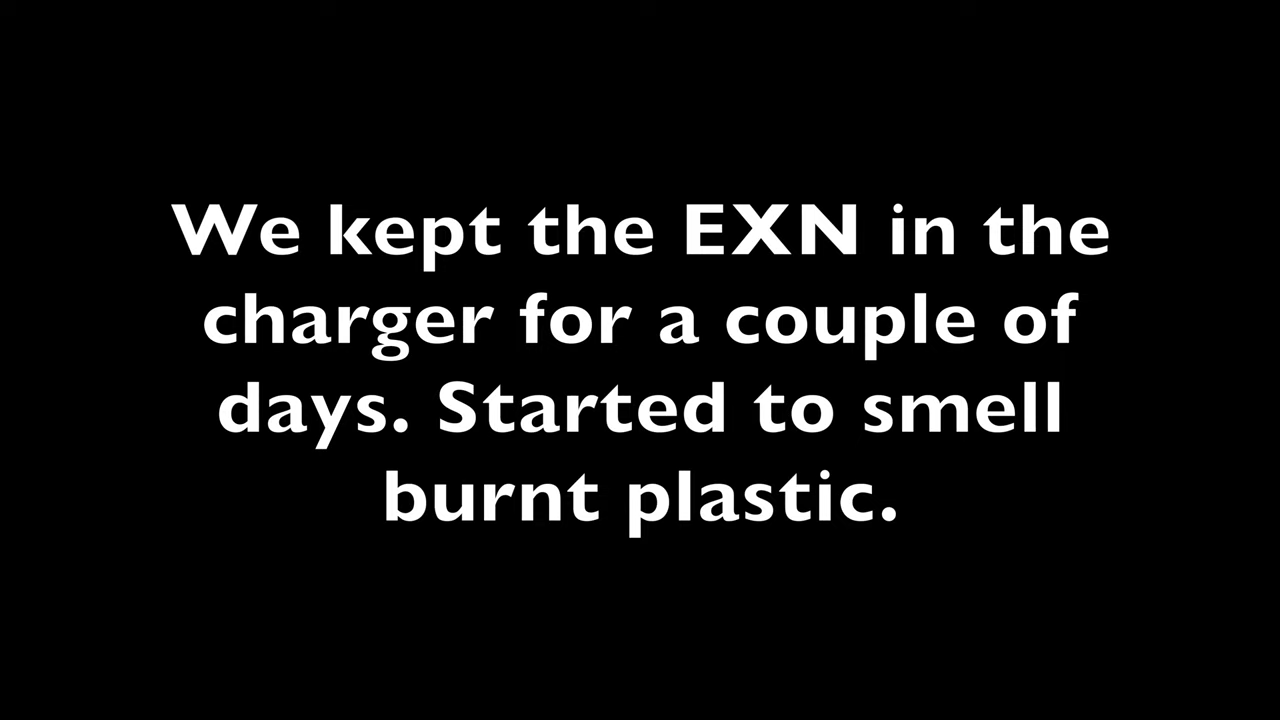 We kept the EXN in the
charger for a couple of
days. Started to smell
burnt plastic.